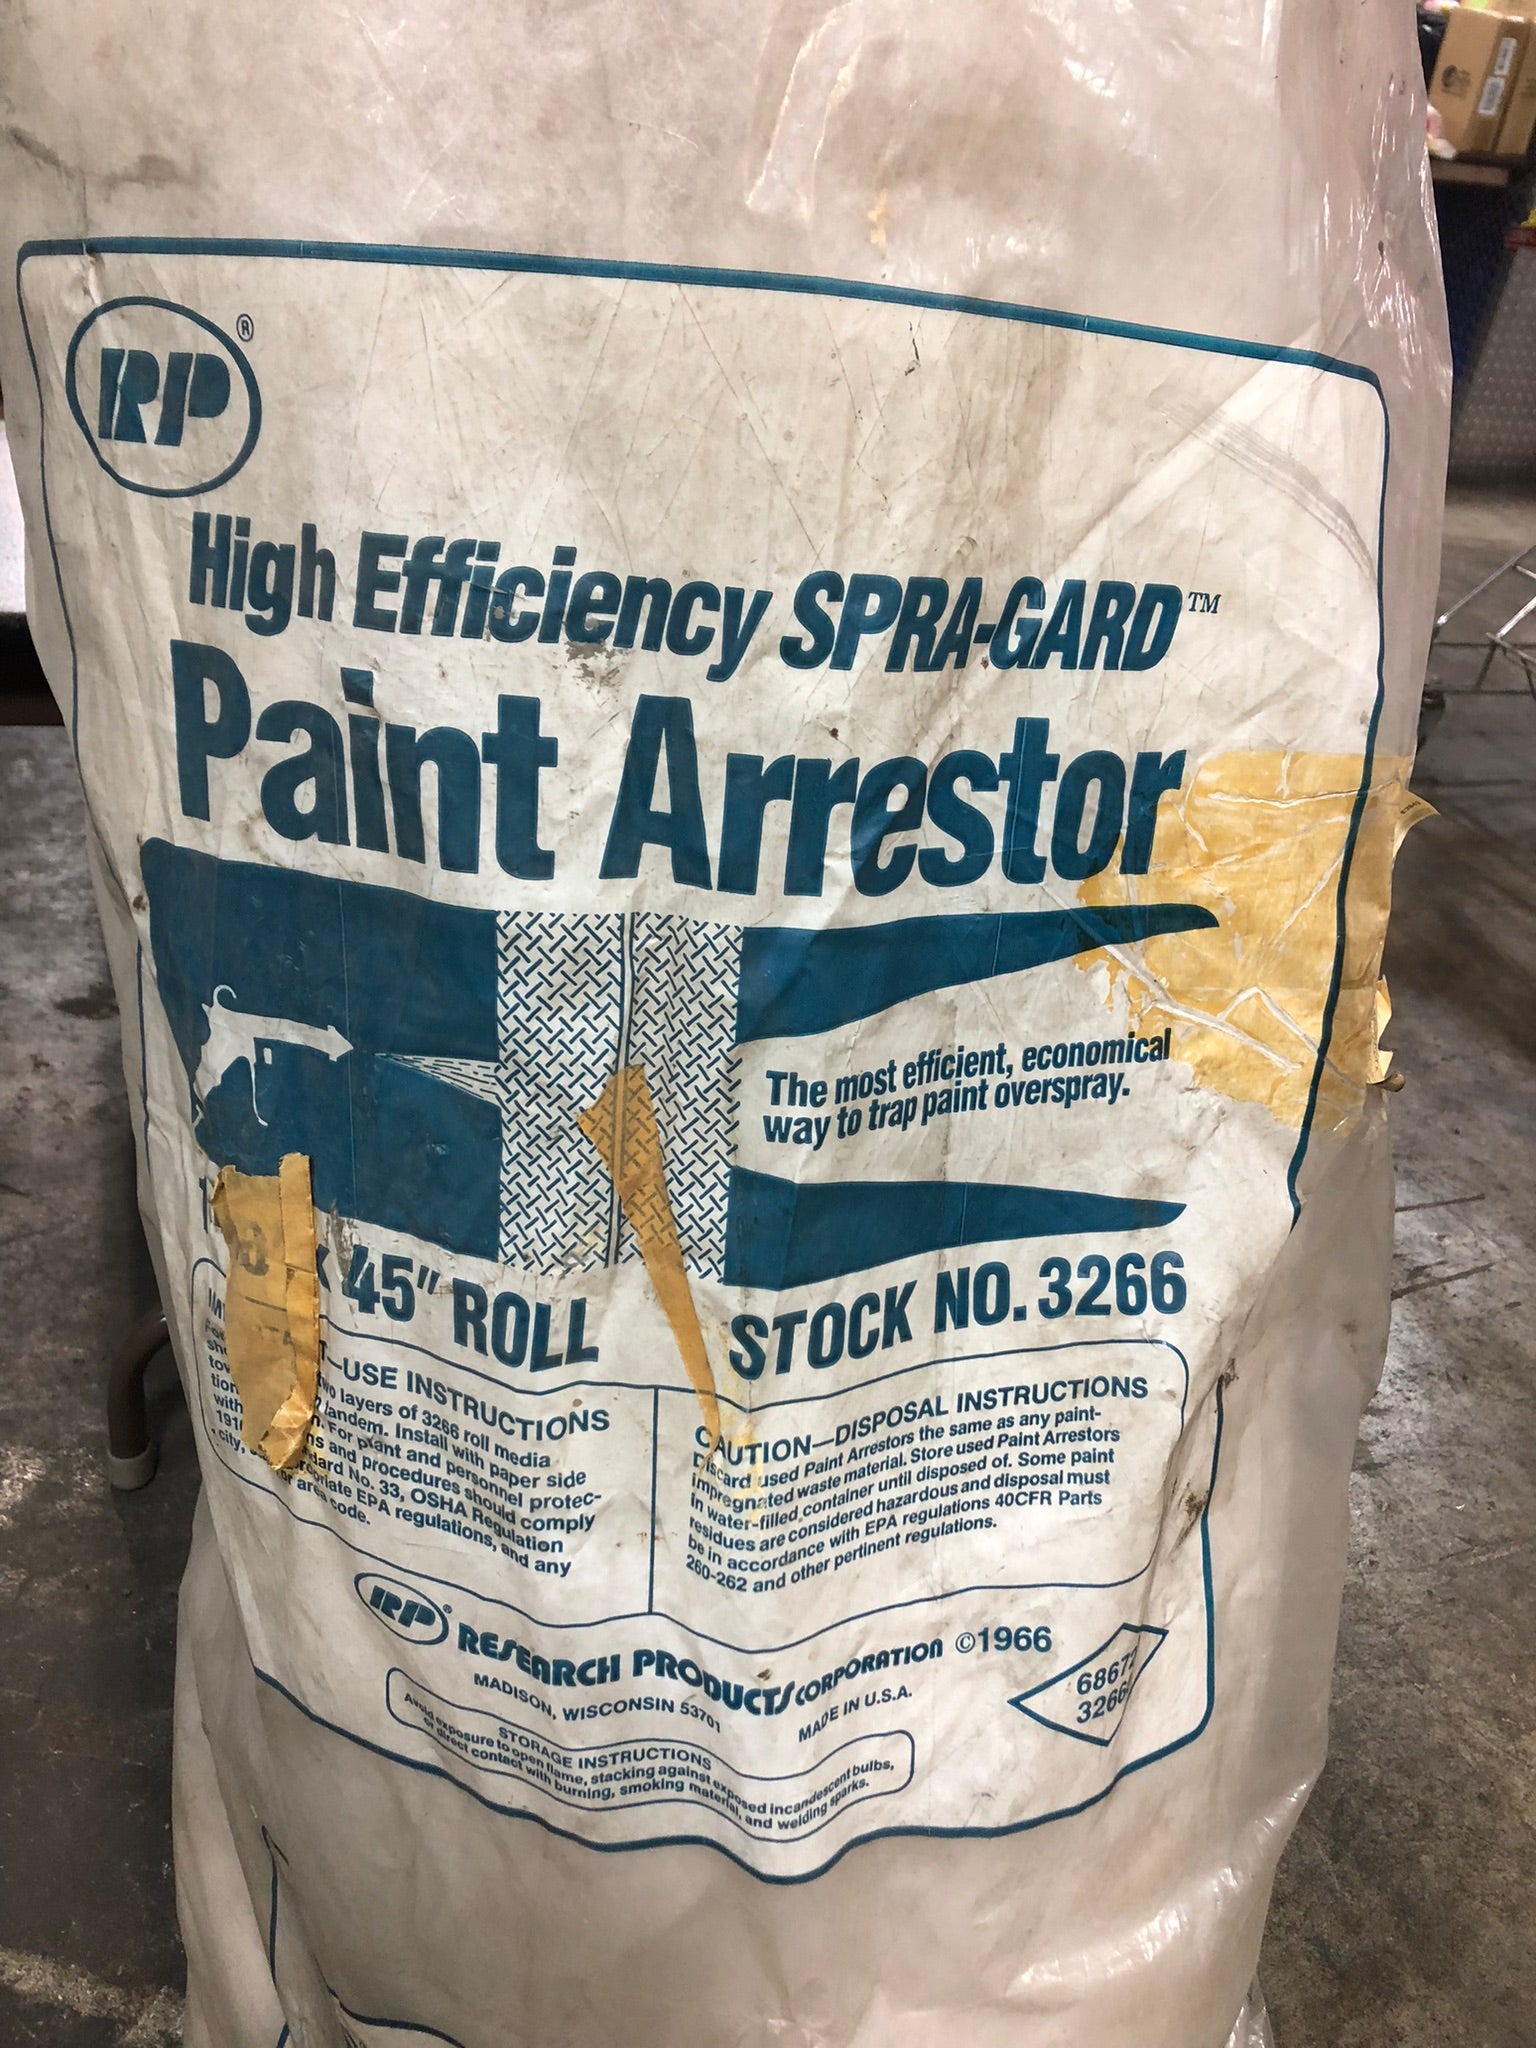 RP®
High Efficiency SPRA-GARD™
Paint Arrestor
The most efficient, economical
way to trap paint overspray.
45" ROLL
STOCK NO. 3266
—USE INSTRUCTIONS
layers of 3266 roll media
tandem. Install with paper side
For plant and personnel protec-
and procedures should comply
No. 33, OSHA Regulation
EPA regulations, and any
city, or area code.
CAUTION—DISPOSAL INSTRUCTIONS
Discard used Paint Arrestors the same as any paint-
impregnated waste material. Store used Paint Arrestors
in water-filled container until disposed of. Some paint
residues are considered hazardous and disposal must
be in accordance with EPA regulations 40CFR Parts
260-262 and other pertinent regulations.
RP® RESEARCH PRODUCTS CORPORATION ©1966
MADISON, WISCONSIN 53701 MADE IN U.S.A.
6867
3266
STORAGE INSTRUCTIONS
Avoid exposure to open flame, stacking against exposed incandescent bulbs,
or direct contact with burning, smoking material, and welding sparks.